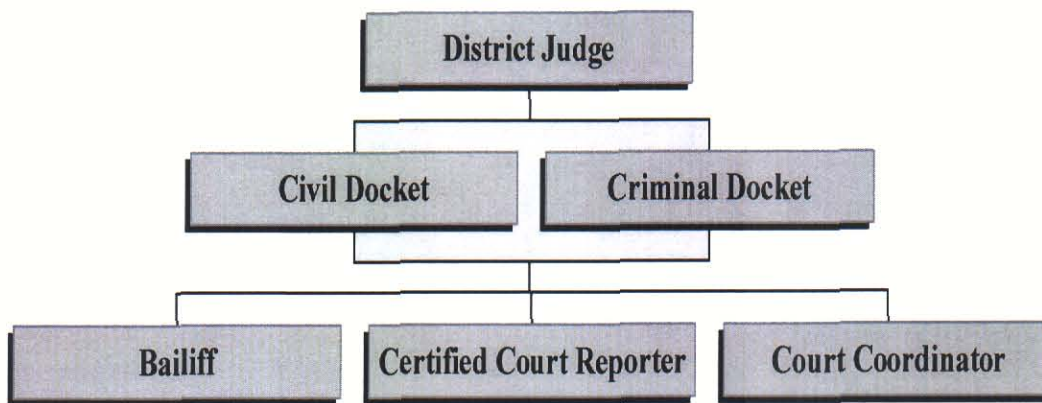 District Judge
Civil Docket
Criminal Docket
Bailiff
Certified Court Reporter
Court Coordinator